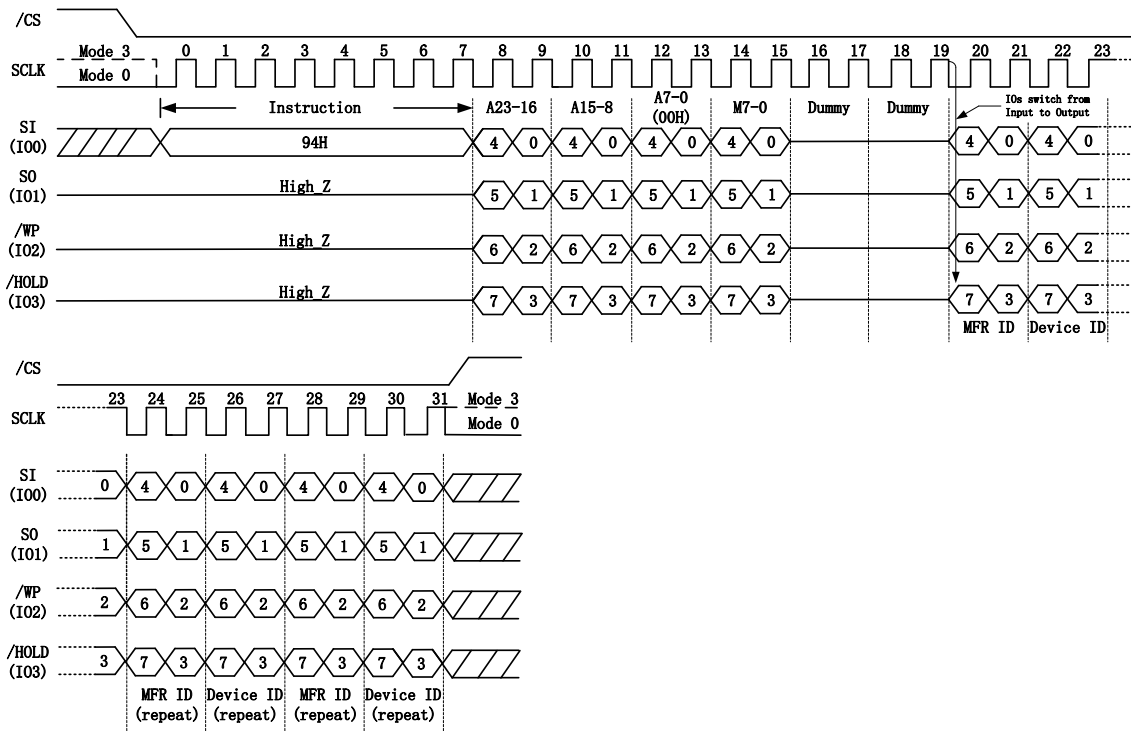 /CS
Mode 3 0 1 2 3 4 5 6 7 8 9 10 11 12 13 14 15 16 17 18 19 20 21 22 23
SCLK
Mode 0
Instruction A23-16 A15-8 A7-0 M7-0 Dummy Dummy IOs switch from
(00H) Input to Output
SI
(IO0) 94H 4 0 4 0 4 0 4 0 4 0 4 0
SO
(IO1) High_Z 5 1 5 1 5 1 5 1 5 1 5 1
/WP
(IO2) High_Z 6 2 6 2 6 2 6 2 6 2 6 2
/HOLD
(IO3) High_Z 7 3 7 3 7 3 7 3 7 3 7 3
MFR ID Device ID
/CS
23 24 25 26 27 28 29 30 31 Mode 3
SCLK
Mode 0
SI
(IO0) 0 4 0 4 0 4 0 4 0
SO
(IO1) 1 5 1 5 1 5 1 5 1
/WP
(IO2) 2 6 2 6 2 6 2 6 2
/HOLD
(IO3) 3 7 3 7 3 7 3 7 3
MFR ID Device ID MFR ID Device ID
(repeat) (repeat) (repeat) (repeat)